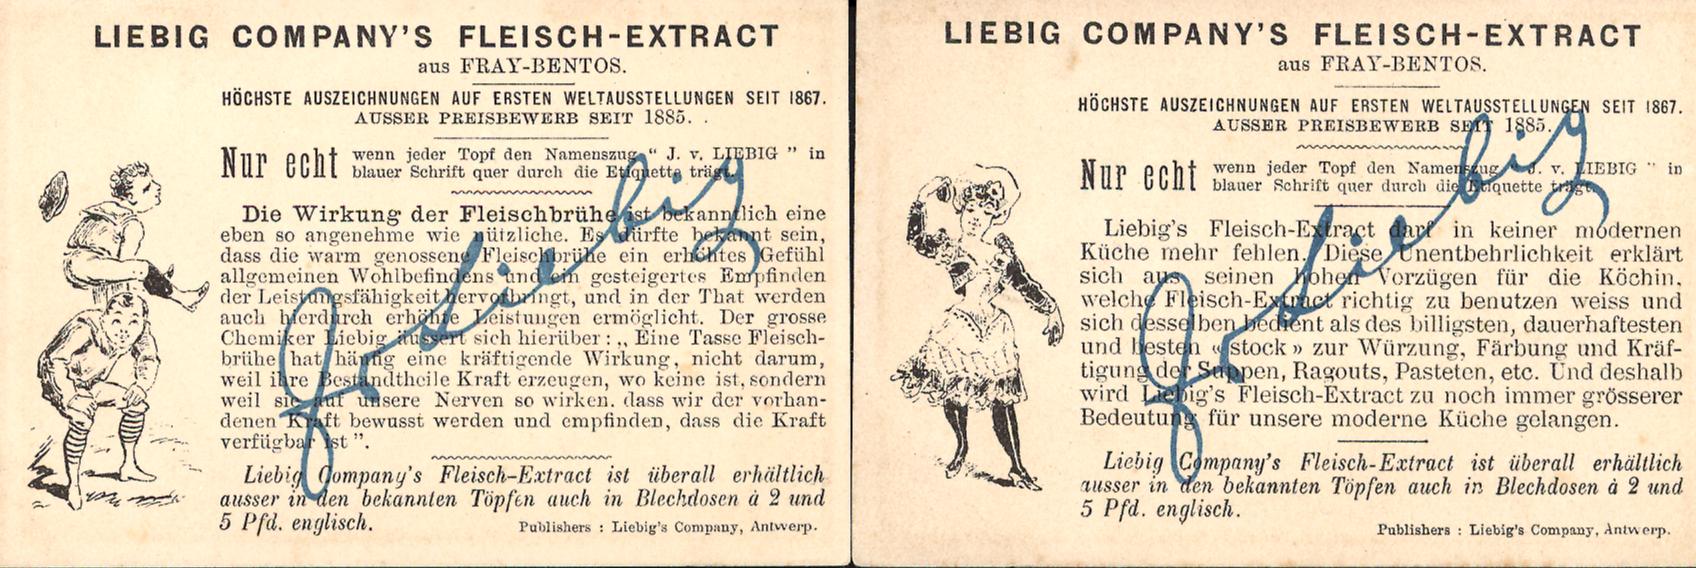 LIEBIG COMPANY'S FLEISCH-EXTRACT
aus FRAY-BENTOS.
HÖCHSTE AUSZEICHNUNGEN AUF ERSTEN WELTAUSSTELLUNGEN SEIT 1867.
AUSSER PREISBEWERB SEIT 1885.
Nur echt wenn jeder Topf den Namenszug „ J. v. LIEBIG " in
blauer Schrift quer durch die Etiquette trägt.
Die Wirkung der Fleischbrühe ist bekanntlich eine
eben so angenehme wie nützliche. Es dürfte bekannt sein,
dass die warm genossene Fleischbrühe ein erhöhtes Gefühl
allgemeinen Wohlbefindens und ein gesteigertes Empfinden
der Leistungsfähigkeit hervorbringt, und in der That werden
auch hierdurch erhöhte Leistungen ermöglicht. Der grosse
Chemiker Liebig äussert sich hierüber : „ Eine Tasse Fleisch-
brühe hat häufig eine kräftigende Wirkung, nicht darum,
weil ihre Bestandtheile Kraft erzeugen, wo keine ist, sondern
weil sie auf unsere Nerven so wirken. dass wir der vorhan-
denen Kraft bewusst werden und empfinden, dass die Kraft
verfügbar ist ".
Liebig Company's Fleisch-Extract ist überall erhältlich
ausser in den bekannten Töpfen auch in Blechdosen à 2 und
5 Pfd. englisch.
Publishers : Liebig's Company, Antwerp.
J v Liebig
LIEBIG COMPANY'S FLEISCH-EXTRACT
aus FRAY-BENTOS.
HÖCHSTE AUSZEICHNUNGEN AUF ERSTEN WELTAUSSTELLUNGEN SEIT 1867.
AUSSER PREISBEWERB SEIT 1885.
Nur echt wenn jeder Topf den Namenszug „ J. v. LIEBIG " in
blauer Schrift quer durch die Etiquette trägt.
Liebig's Fleisch-Extract darf in keiner modernen
Küche mehr fehlen. Diese Unentbehrlichkeit erklärt
sich aus seinen hohen Vorzügen für die Köchin,
welche Fleisch-Extract richtig zu benutzen weiss und
sich desselben bedient als des billigsten, dauerhaftesten
und besten « stock » zur Würzung, Färbung und Kräf-
tigung der Suppen, Ragouts, Pasteten, etc. Und deshalb
wird Liebig's Fleisch-Extract zu noch immer grösserer
Bedeutung für unsere moderne Küche gelangen.
Liebig Company's Fleisch-Extract ist überall erhältlich
ausser in den bekannten Töpfen auch in Blechdosen à 2 und
5 Pfd. englisch.
Publishers : Liebig's Company, Antwerp.
J v Liebig